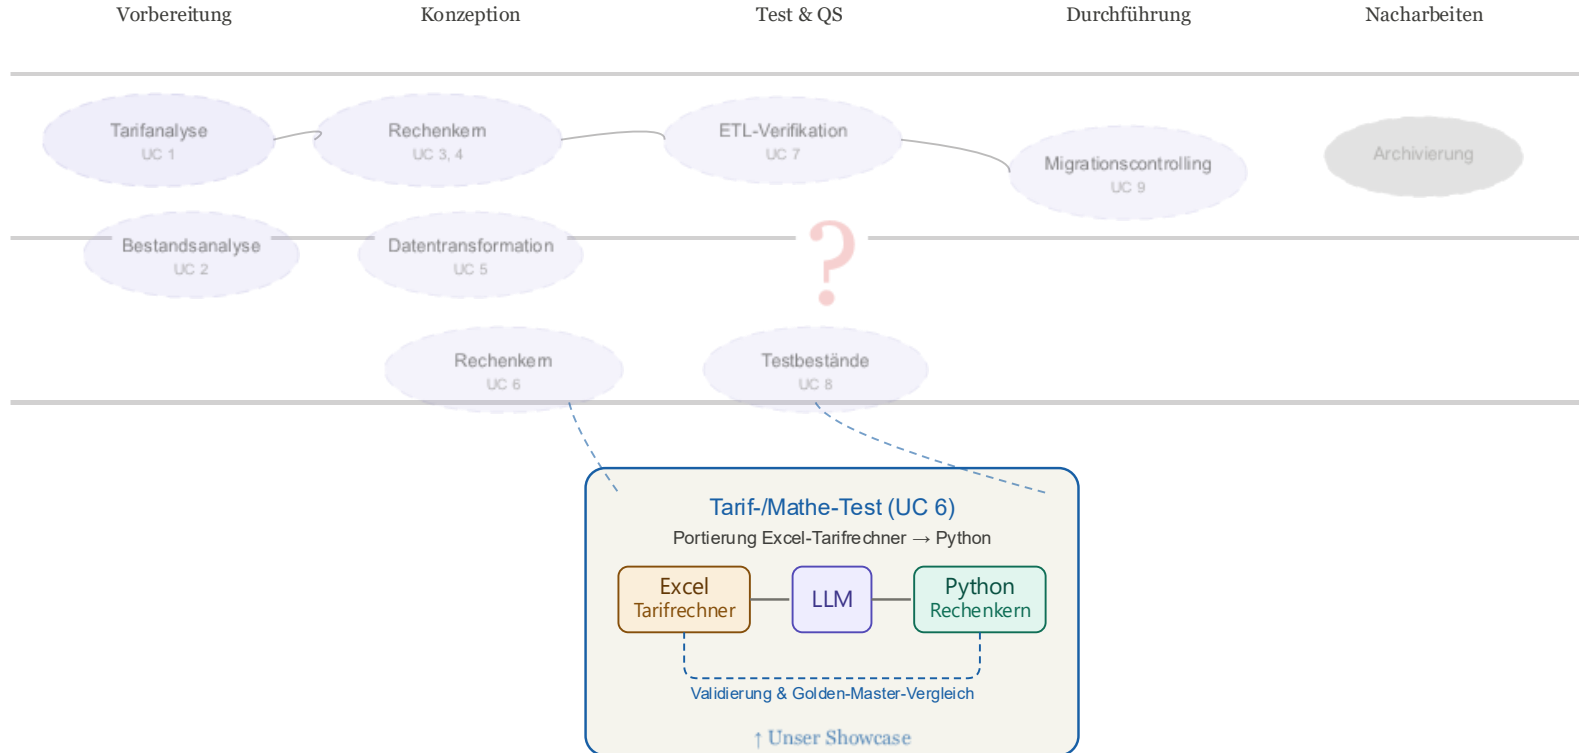 Vorbereitung
Konzeption
Test & QS
Durchführung
Nacharbeiten
Tarifanalyse
UC 1
Rechenkern
UC 3, 4
ETL-Verifikation
UC 7
Migrationscontrolling
UC 9
Archivierung
Bestandsanalyse
UC 2
Datentransformation
UC 5
?
Rechenkern
UC 6
Testbestände
UC 8
Tarif-/Mathe-Test (UC 6)
Portierung Excel-Tarifrechner → Python
Excel
Tarifrechner
LLM
Python
Rechenkern
Validierung & Golden-Master-Vergleich
↑ Unser Showcase